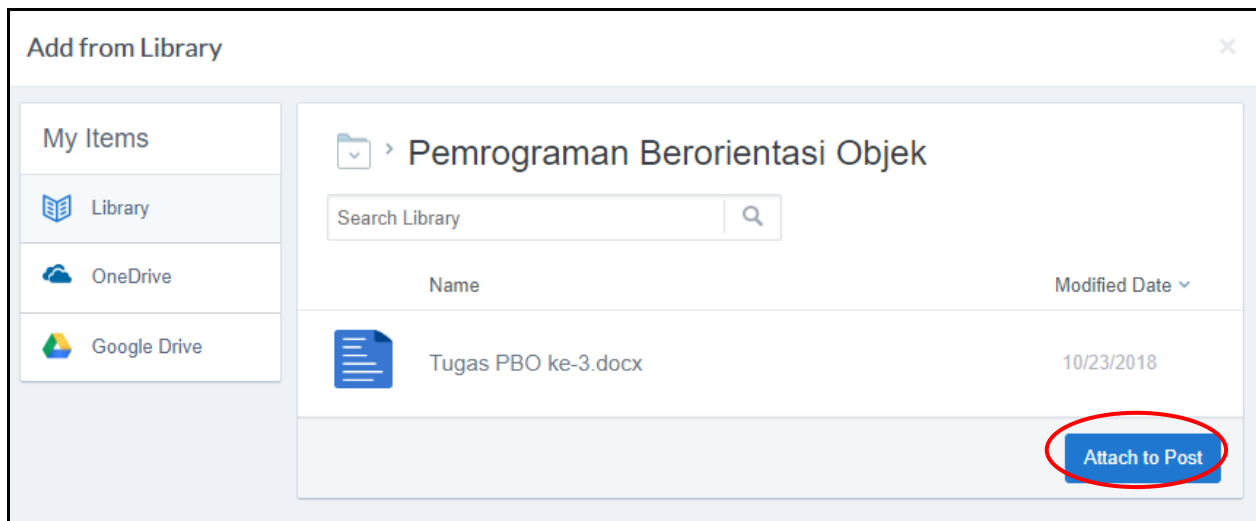 Add from Library
My Items
Library
OneDrive
Google Drive
Pemrograman Berorientasi Objek
Search Library
Name Modified Date
Tugas PBO ke-3.docx 10/23/2018
Attach to Post